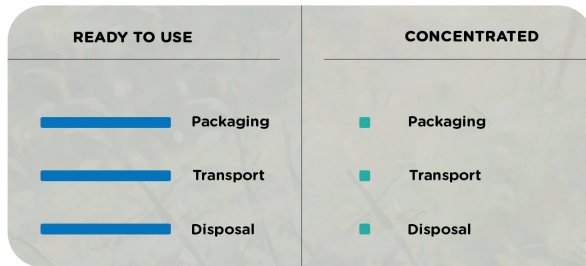 READY TO USE
Packaging
Transport
Disposal
CONCENTRATED
Packaging
Transport
Disposal